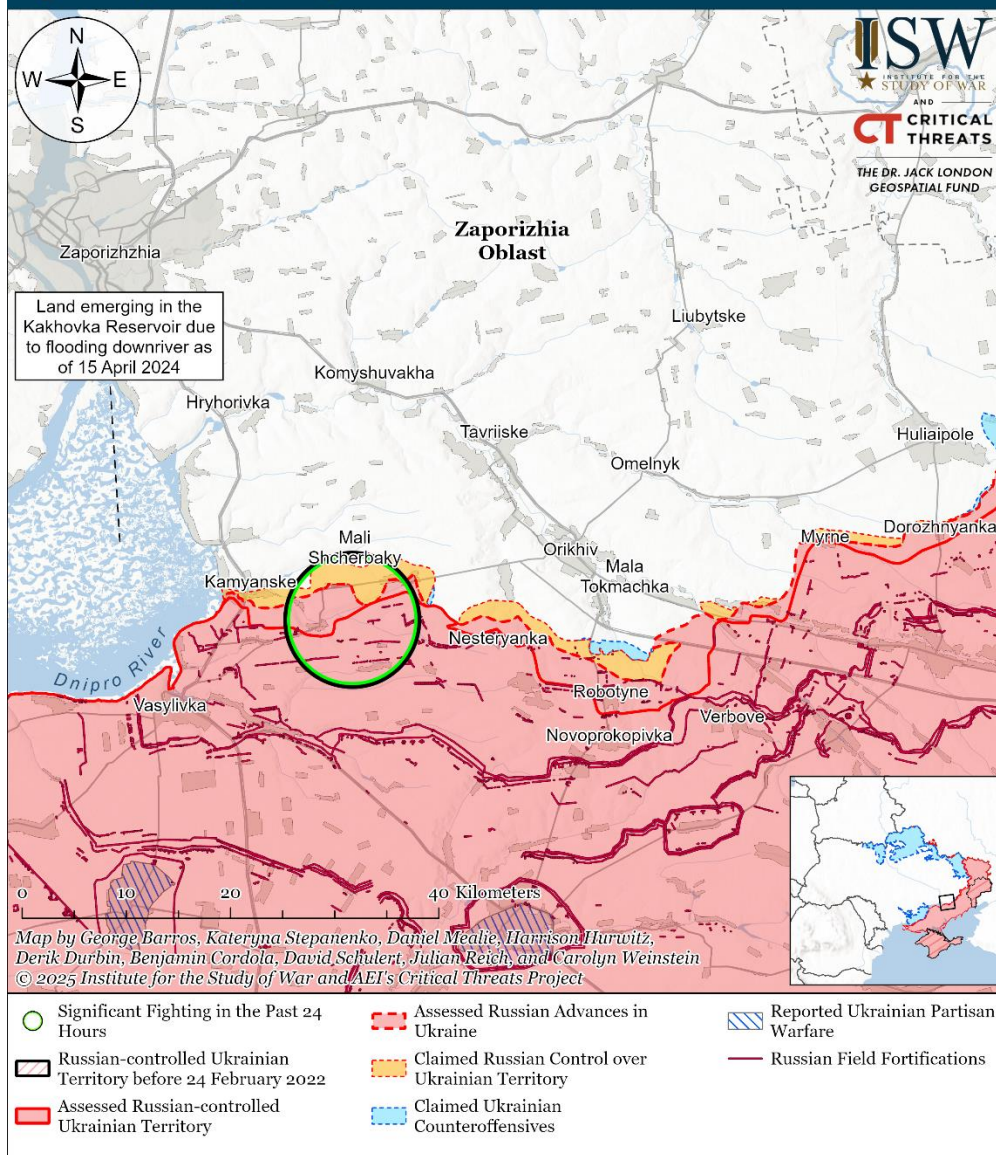 N
W
E
S
ISW
INSTITUTE FOR THE
STUDY OF WAR
AND
CT CRITICAL
THREATS
THE DR. JACK LONDON
GEOSPATIAL FUND
Zaporizhia
Oblast
Zaporizhzhia
Land emerging in the
Kakhovka Reservoir due
to flooding downriver as
of 15 April 2024
Liubytske
Komyshuvakha
Hryhorivka
Tavriiske
Huliaipole
Omelnyk
Mali
Shcherbaky
Orikhiv
Myrne
Dorozhnyanka
Kamyanske
Mala
Tokmachka
Nesteryanka
Dnipro River
Vasylivka
Robotyne
Verbove
Novoprokopivka
0 10 20 40 Kilometers
Map by George Barros, Kateryna Stepanenko, Daniel Mealie, Harrison Hurwitz,
Derik Durbin, Benjamin Cordola, David Schulert, Julian Reich, and Carolyn Weinstein
© 2025 Institute for the Study of War and AEI's Critical Threats Project
Significant Fighting in the Past 24
Hours
Russian-controlled Ukrainian
Territory before 24 February 2022
Assessed Russian-controlled
Ukrainian Territory
Assessed Russian Advances in
Ukraine
Claimed Russian Control over
Ukrainian Territory
Claimed Ukrainian
Counteroffensives
Reported Ukrainian Partisan
Warfare
Russian Field Fortifications